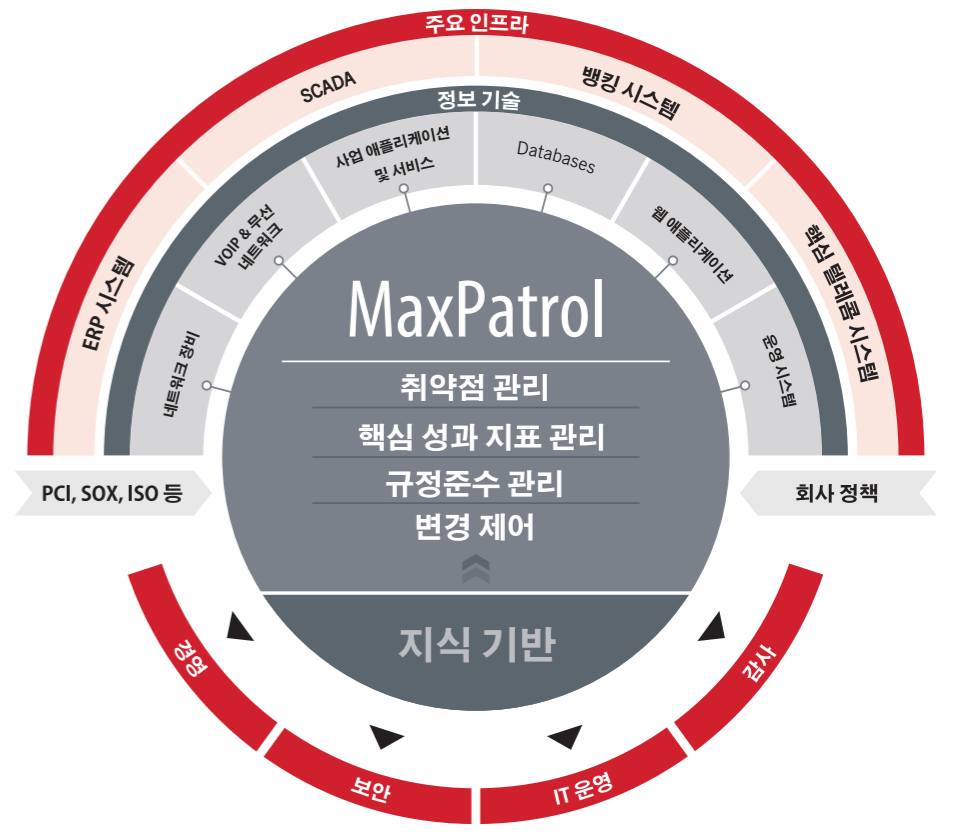 주요 인프라
ERP 시스템
SCADA
뱅킹 시스템
핵심 텔레콤 시스템
정보 기술
네트워크 장비
VOIP & 무선
네트워크
사업 애플리케이션
및 서비스
Databases
웹 애플리케이션
운영 시스템
MaxPatrol
취약점 관리
핵심 성과 지표 관리
규정준수 관리
변경 제어
지식 기반
PCI, SOX, ISO 등
회사 정책
경영
보안
IT 운영
감사